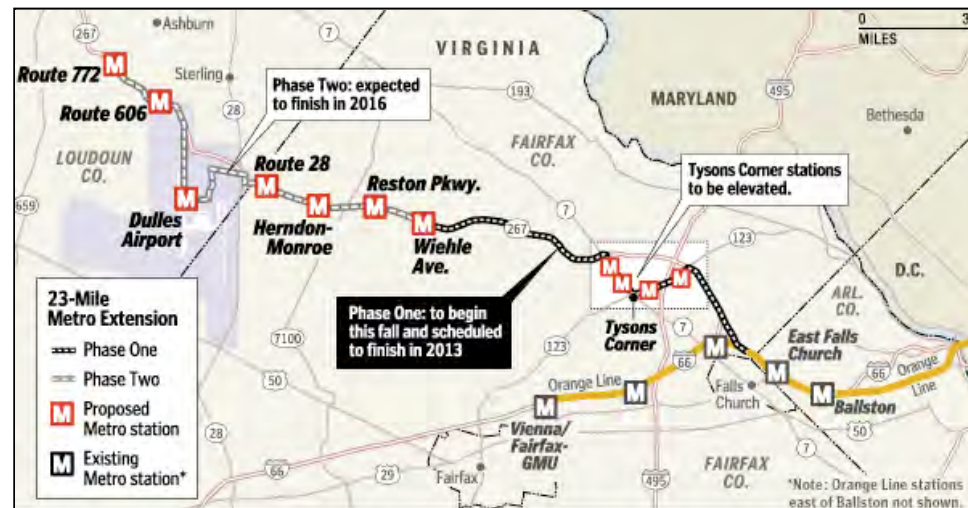 Ashburn
267
7
VIRGINIA
0 3
MILES
Route 772
Sterling
Phase Two: expected
to finish in 2016
193
495
MARYLAND
Bethesda
Route 606
28
FAIRFAX
CO.
LOUDOUN
CO.
Route 28
Reston Pkwy.
Tysons Corner stations
to be elevated.
659
Dulles
Airport
Herndon-
Monroe
Wiehle
Ave.
267
7
123
D.C.
23-Mile
Metro Extension
Phase One
Phase Two
M Proposed
Metro station
M Existing
Metro station*
Phase One: to begin
this fall and scheduled
to finish in 2013
Tysons
Corner
ARL.
CO.
7100
123
7
66
East Falls
Church
66
Orange
Line
50
Orange Line
Falls
Church
Ballston
50
Vienna/
Fairfax-
GMU
7
28
66
29
Fairfax
495
FAIRFAX
CO.
*Note: Orange Line stations
east of Ballston not shown.